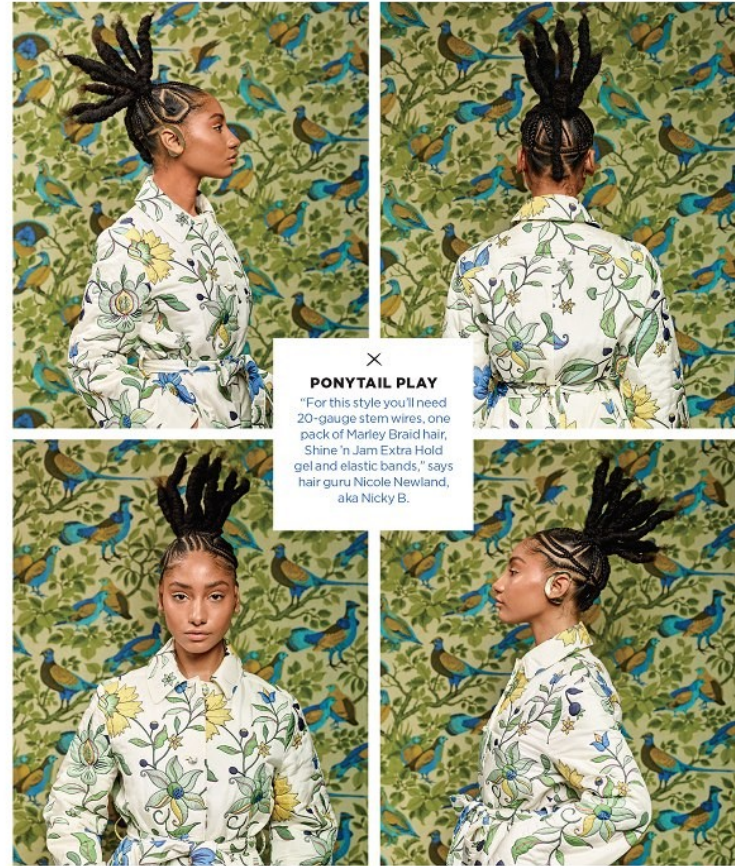 PONYTAIL PLAY
“For this style you’ll need
20-gauge stem wires, one
pack of Marley Braid hair,
Shine ’n Jam Extra Hold
gel and elastic bands,” says
hair guru Nicole Newland,
aka Nicky B.